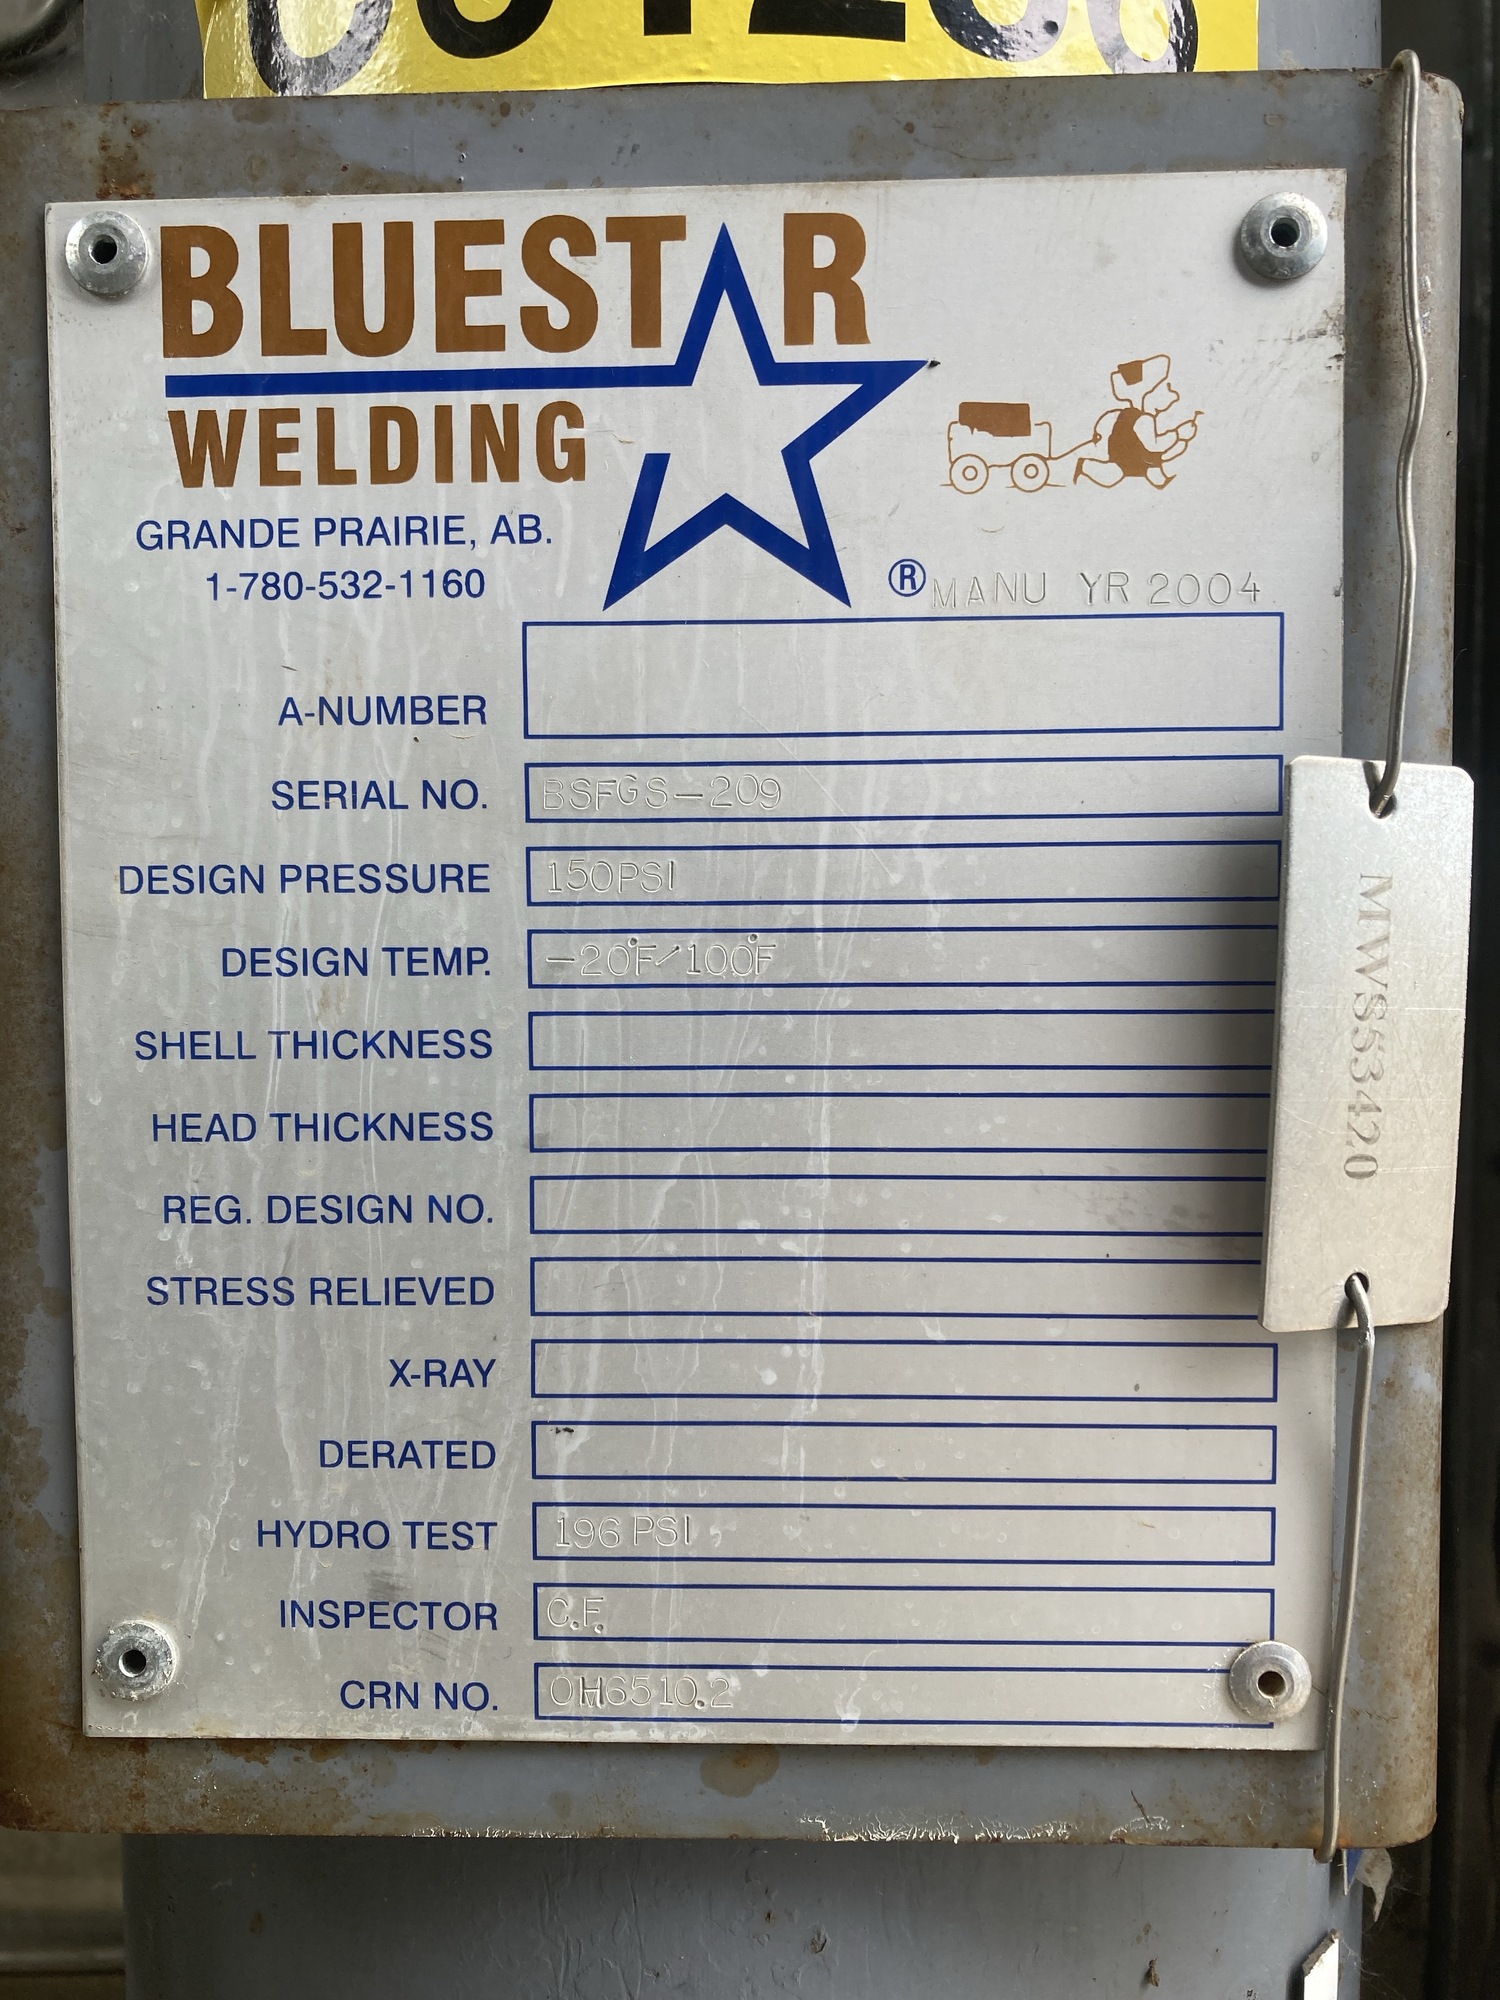 BLUESTAR
WELDING
GRANDE PRAIRIE, AB.
1-780-532-1160
® MANU YR 2004
A-NUMBER
SERIAL NO. BSFGS-209
DESIGN PRESSURE 150PSI
DESIGN TEMP. -20°F/100°F
SHELL THICKNESS
HEAD THICKNESS
REG. DESIGN NO.
STRESS RELIEVED
X-RAY
DERATED
HYDRO TEST 196 PSI
INSPECTOR C.F.
CRN NO. OH6510.2
MWS53420